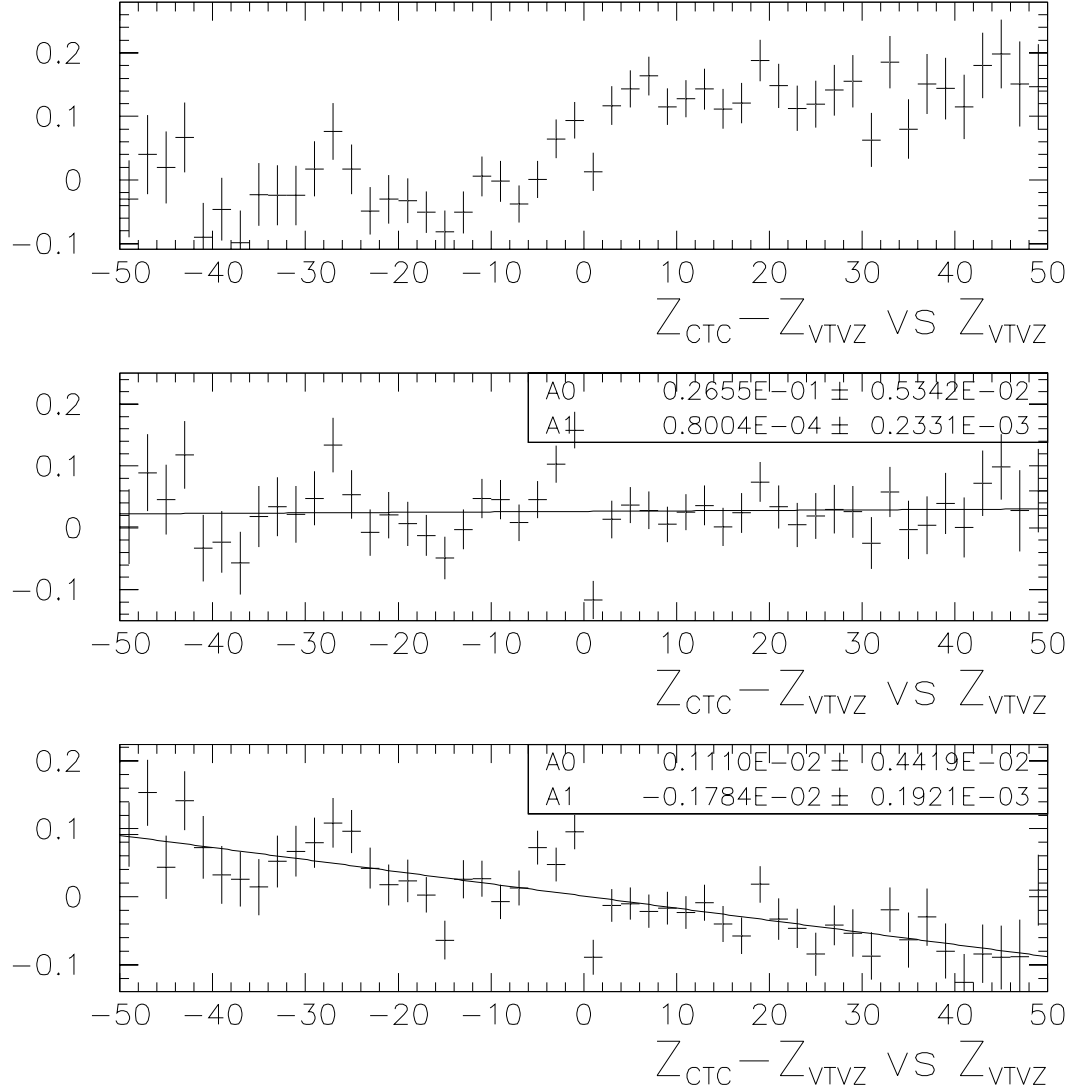 0.2
0.1
0
−0.1
−50 −40 −30 −20 −10 0 10 20 30 40 50
Z_CTC−Z_VTVZ vs Z_VTVZ
A0 0.2655E−01 ± 0.5342E−02
A1 0.8004E−04 ± 0.2331E−03
0.2
0.1
0
−0.1
−50 −40 −30 −20 −10 0 10 20 30 40 50
Z_CTC−Z_VTVZ vs Z_VTVZ
A0 0.1110E−02 ± 0.4419E−02
A1 −0.1784E−02 ± 0.1921E−03
0.2
0.1
0
−0.1
−50 −40 −30 −20 −10 0 10 20 30 40 50
Z_CTC−Z_VTVZ vs Z_VTVZ